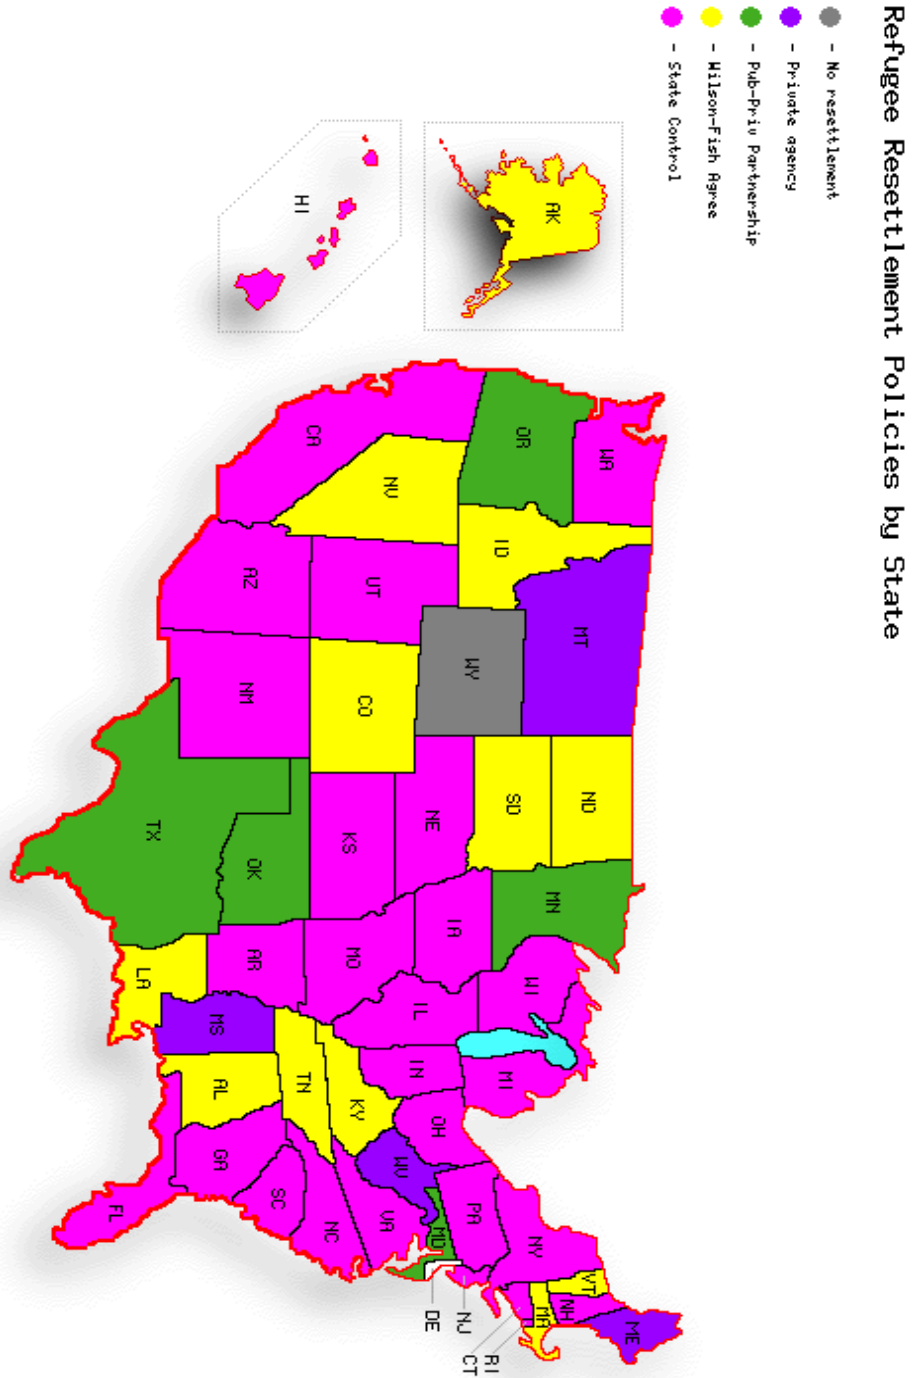 Refugee Resettlement Policies by State
- No resettlement
- Private agency
- Pub-Priv Partnership
- Wilson-Fish Agree
- State Control
AK
HI
WA
OR
CA
NV
ID
MT
WY
UT
AZ
NM
CO
ND
SD
NE
KS
OK
TX
MN
IA
MO
AR
LA
WI
IL
MS
MI
IN
KY
TN
AL
OH
WV
GA
FL
SC
NC
VA
MD
PA
NY
VT
NH
ME
MA
DE
NJ
CT
RI